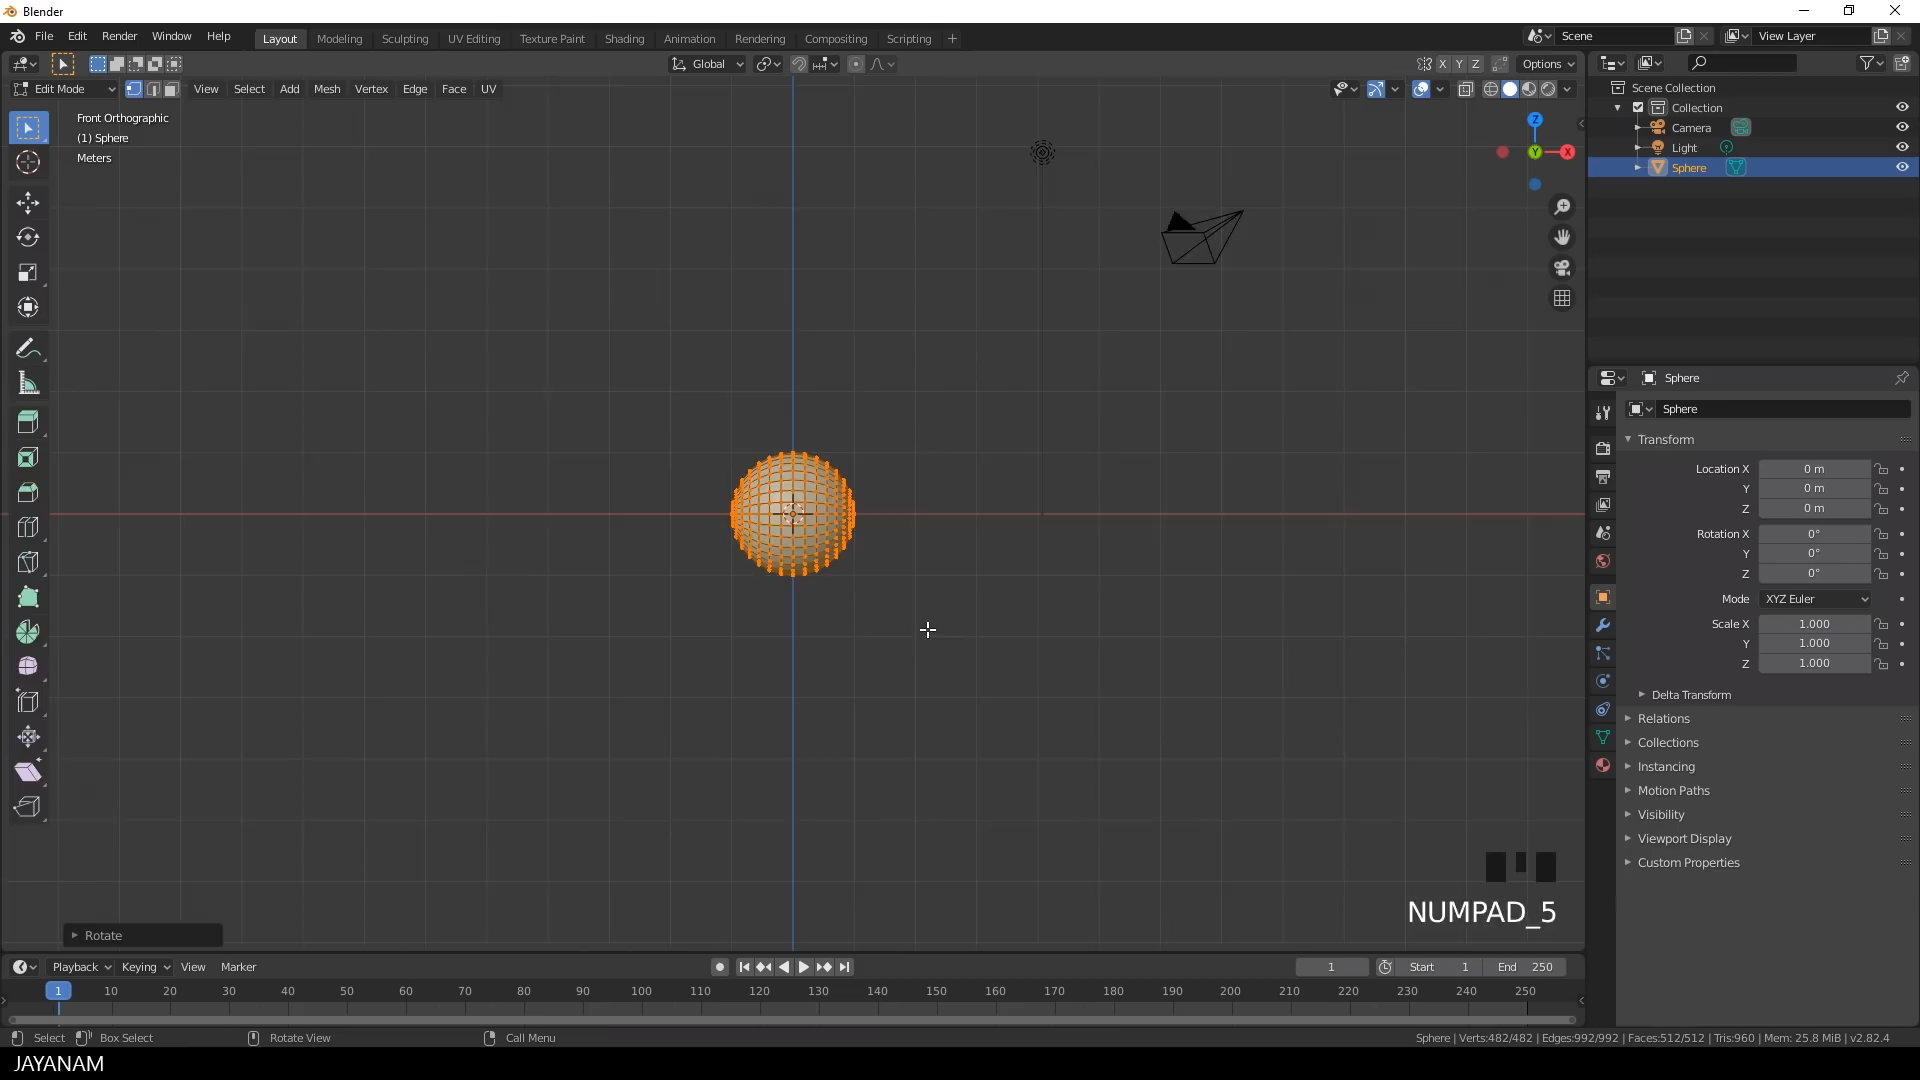 Blender
File Edit Render Window Help
Layout Modeling Sculpting UV Editing Texture Paint Shading Animation Rendering Compositing Scripting +
Scene
View Layer
Global
X Y Z
Options
Edit Mode
View Select Add Mesh Vertex Edge Face UV
Front Orthographic
(1) Sphere
Meters
Z
Y
X
Scene Collection
Collection
Camera
Light
Sphere
Sphere
Sphere
Transform
Location X 0 m
Y 0 m
Z 0 m
Rotation X 0°
Y 0°
Z 0°
Mode XYZ Euler
Scale X 1.000
Y 1.000
Z 1.000
Delta Transform
Relations
Collections
Instancing
Motion Paths
Visibility
Viewport Display
Custom Properties
NUMPAD_5
Rotate
Playback Keying View Marker
1
Start 1
End 250
1 10 20 30 40 50 60 70 80 90 100 110 120 130 140 150 160 170 180 190 200 210 220 230 240 250
Select Box Select Rotate View Call Menu
Sphere | Verts:482/482 | Edges:992/992 | Faces:512/512 | Tris:960 | Mem: 25.8 MiB | v2.82.4
JAYANAM